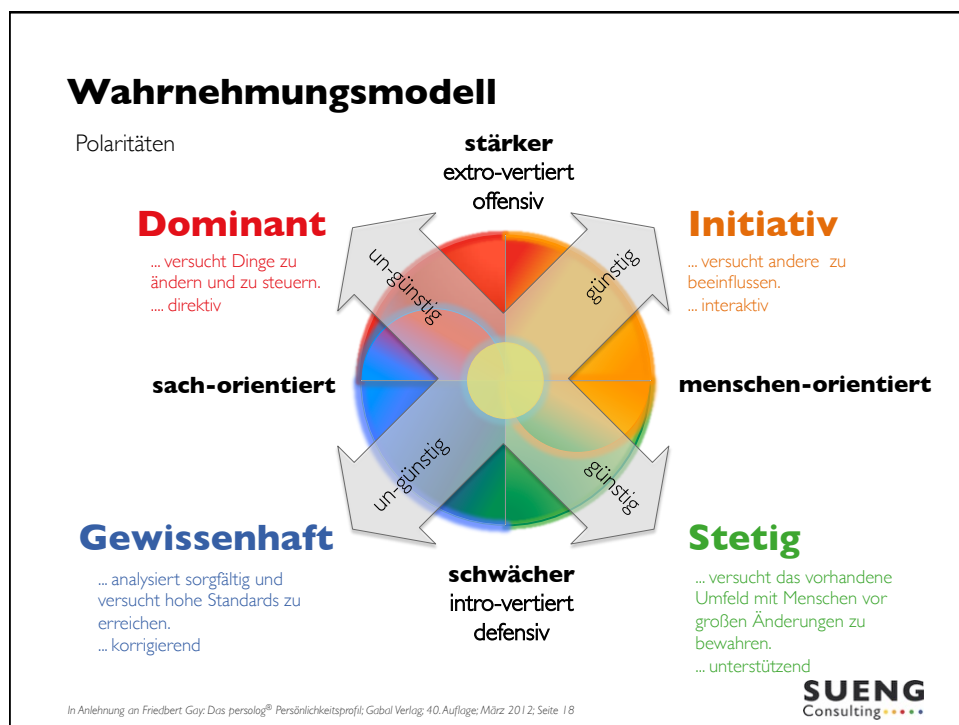 Wahrnehmungsmodell
Polaritäten
stärker
extro-vertiert
offensiv
Dominant
... versucht Dinge zu
ändern und zu steuern.
.... direktiv
Initiativ
... versucht andere zu
beeinflussen.
... interaktiv
un-günstig
günstig
sach-orientiert
menschen-orientiert
un-günstig
günstig
Gewissenhaft
... analysiert sorgfältig und
versucht hohe Standards zu
erreichen.
... korrigierend
schwächer
intro-vertiert
defensiv
Stetig
... versucht das vorhandene
Umfeld mit Menschen vor
großen Änderungen zu
bewahren.
... unterstützend
In Anlehnung an Friedbert Gay: Das persolog® Persönlichkeitsprofil; Gabal Verlag; 40. Auflage; März 2012; Seite 18
SUENG
Consulting